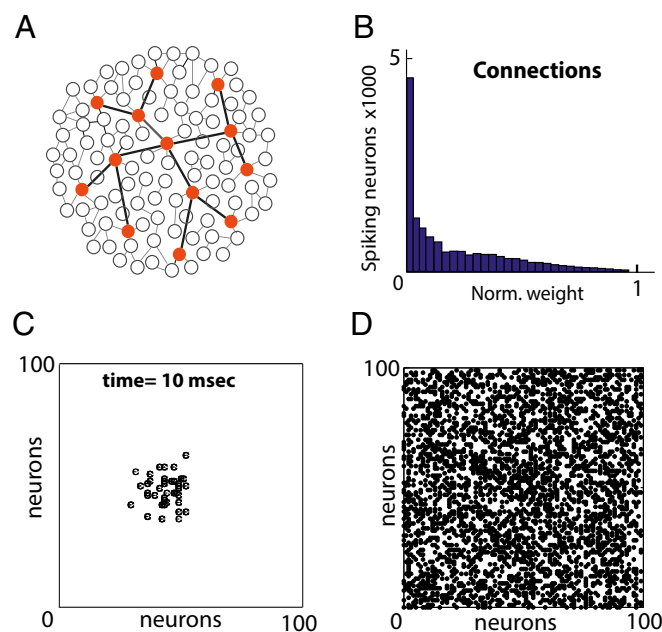 A
B
5
Connections
Spiking neurons x1000
0
1
Norm. weight
C
D
100
time= 10 msec
neurons
0
neurons
100
100
neurons
0
neurons
100